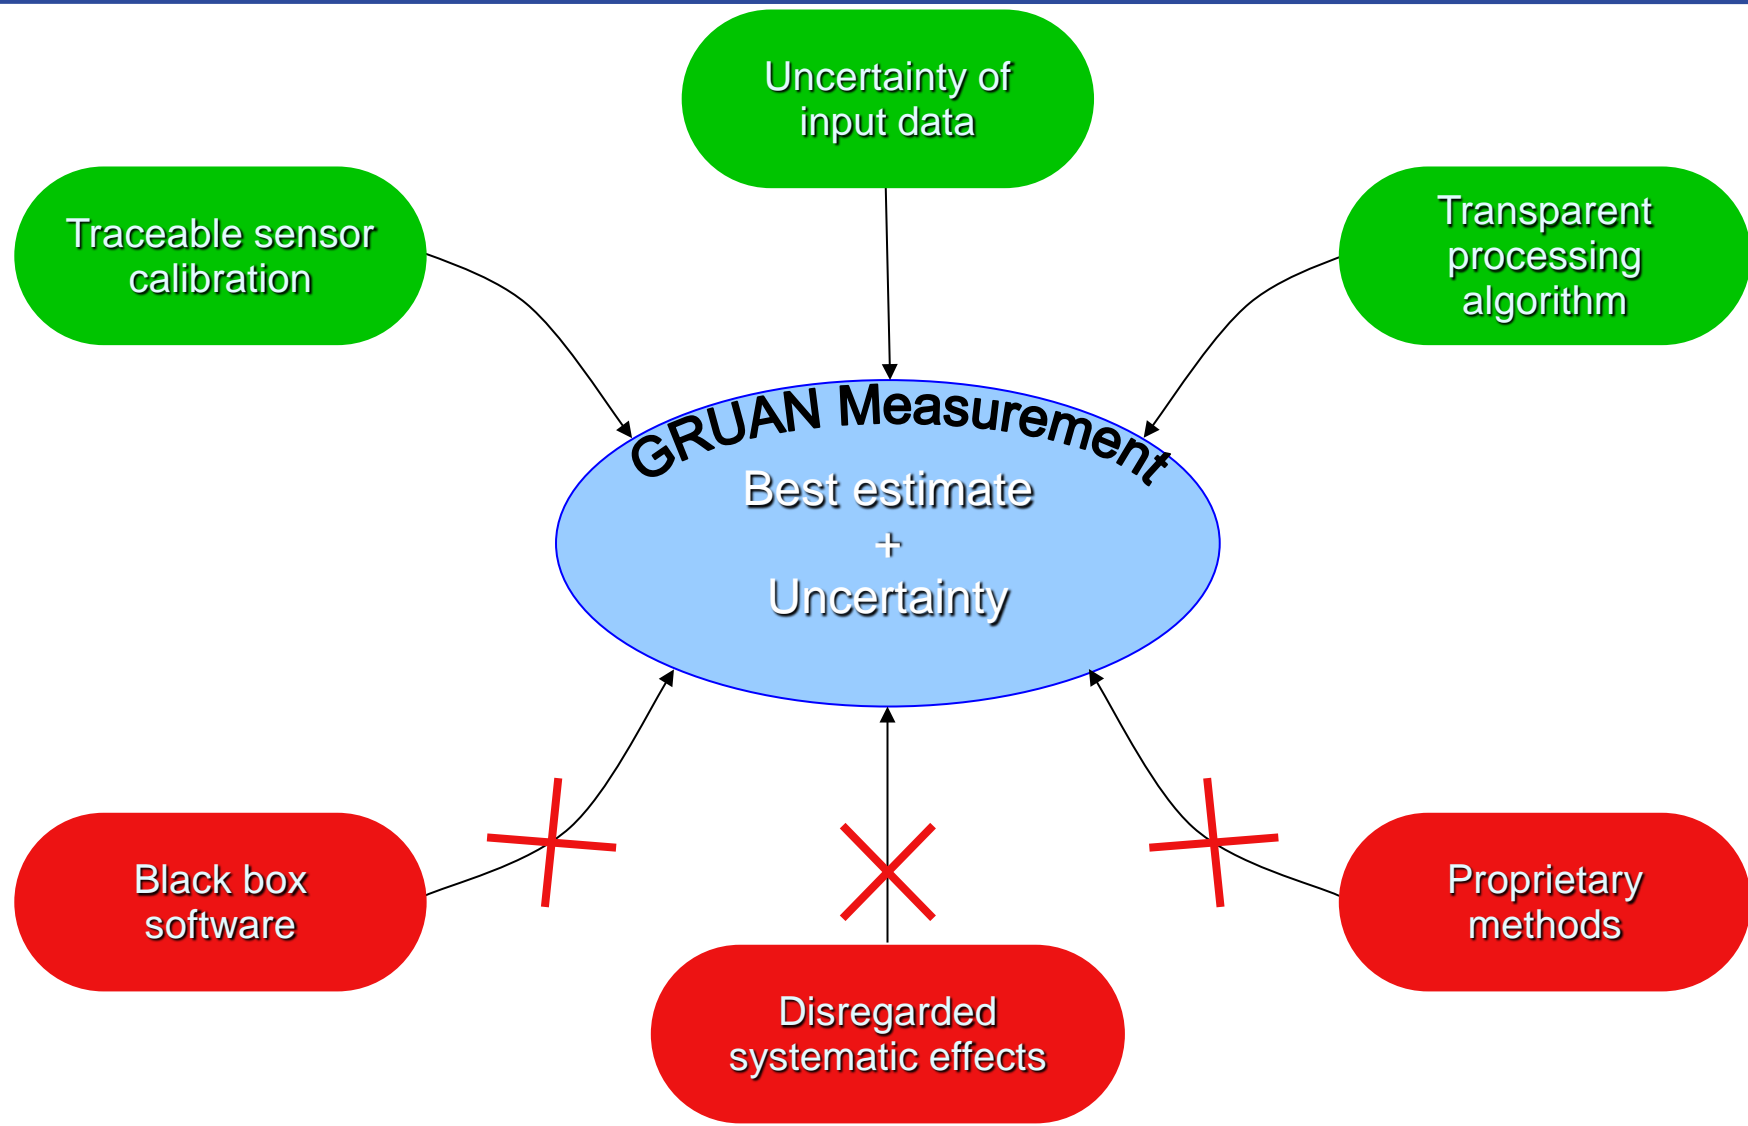 Uncertainty of
input data
Traceable sensor
calibration
Transparent
processing
algorithm
GRUAN Measurement
Best estimate
+
Uncertainty
Black box
software
Proprietary
methods
Disregarded
systematic effects